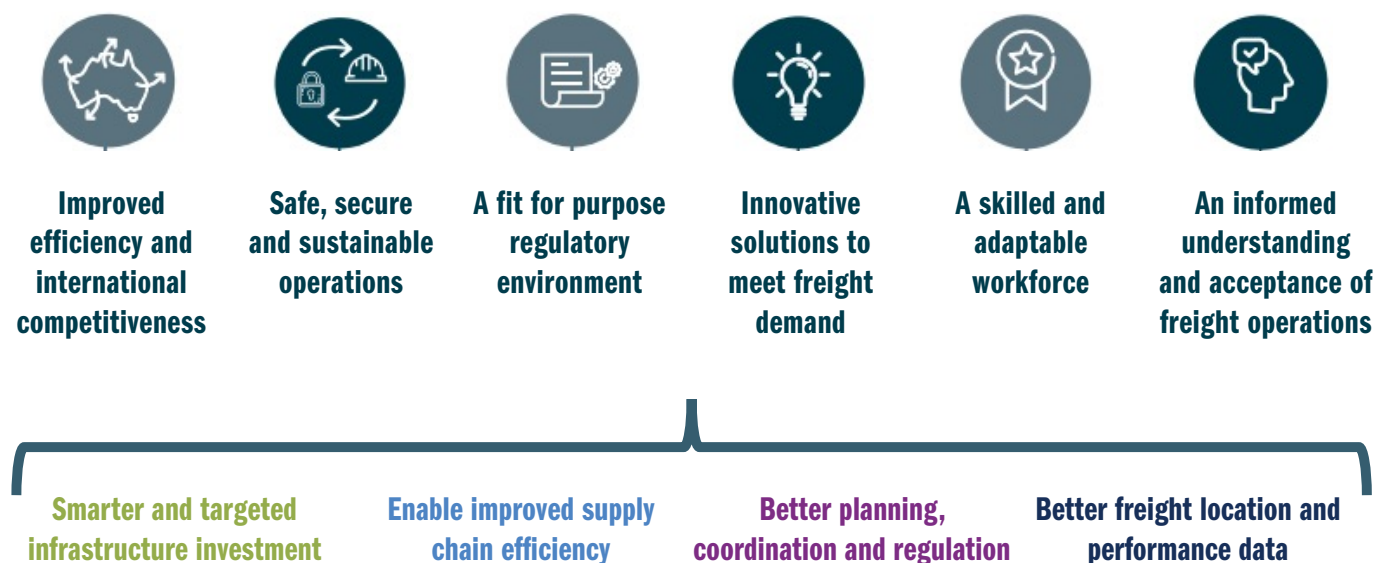 Improved
efficiency and
international
competitiveness
Safe, secure
and sustainable
operations
A fit for purpose
regulatory
environment
Innovative
solutions to
meet freight
demand
A skilled and
adaptable
workforce
An informed
understanding
and acceptance of
freight operations
Smarter and targeted
infrastructure investment
Enable improved supply
chain efficiency
Better planning,
coordination and regulation
Better freight location and
performance data